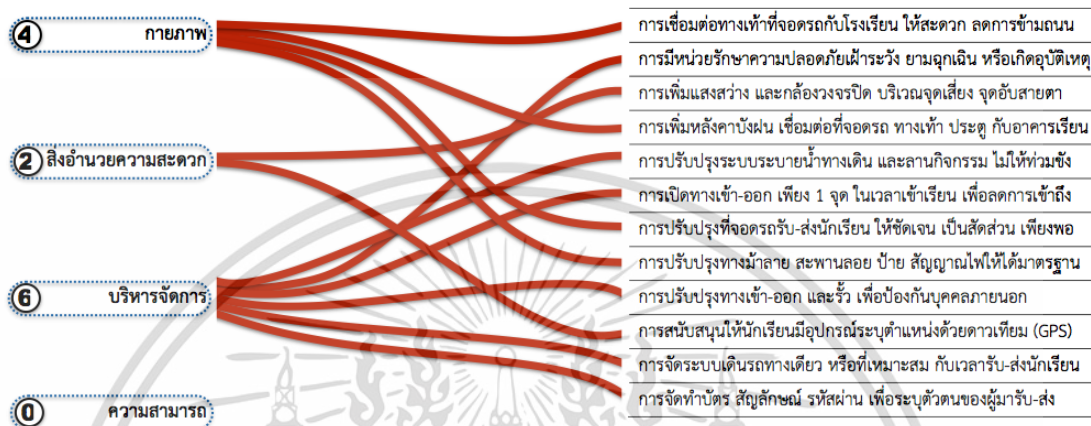 4 กายภาพ
2 สิ่งอำนวยความสะดวก
6 บริหารจัดการ
0 ความสามารถ
การเชื่อมต่อทางเท้าที่จอดรถกับโรงเรียน ให้สะดวก ลดการข้ามถนน
การมีหน่วยรักษาความปลอดภัยเฝ้าระวัง ยามฉุกเฉิน หรือเกิดอุบัติเหตุ
การเพิ่มแสงสว่าง และกล้องวงจรปิด บริเวณจุดเสี่ยง จุดอับสายตา
การเพิ่มหลังคาบังฝน เชื่อมต่อที่จอดรถ ทางเท้า ประตู กับอาคารเรียน
การปรับปรุงระบบระบายน้ำทางเดิน และลานกิจกรรม ไม่ให้ท่วมขัง
การเปิดทางเข้า-ออก เพียง 1 จุด ในเวลาเข้าเรียน เพื่อลดการเข้าถึง
การปรับปรุงที่จอดรถรับ-ส่งนักเรียน ให้ชัดเจน เป็นสัดส่วน เพียงพอ
การปรับปรุงทางม้าลาย สะพานลอย ป้าย สัญญาณไฟให้ได้มาตรฐาน
การปรับปรุงทางเข้า-ออก และรั้ว เพื่อป้องกันบุคคลภายนอก
การสนับสนุนให้นักเรียนมีอุปกรณ์ระบุตำแหน่งด้วยดาวเทียม (GPS)
การจัดระบบเดินรถทางเดียว หรือที่เหมาะสม กับเวลารับ-ส่งนักเรียน
การจัดทำบัตร สัญลักษณ์ รหัสผ่าน เพื่อระบุตัวตนของผู้มารับ-ส่ง